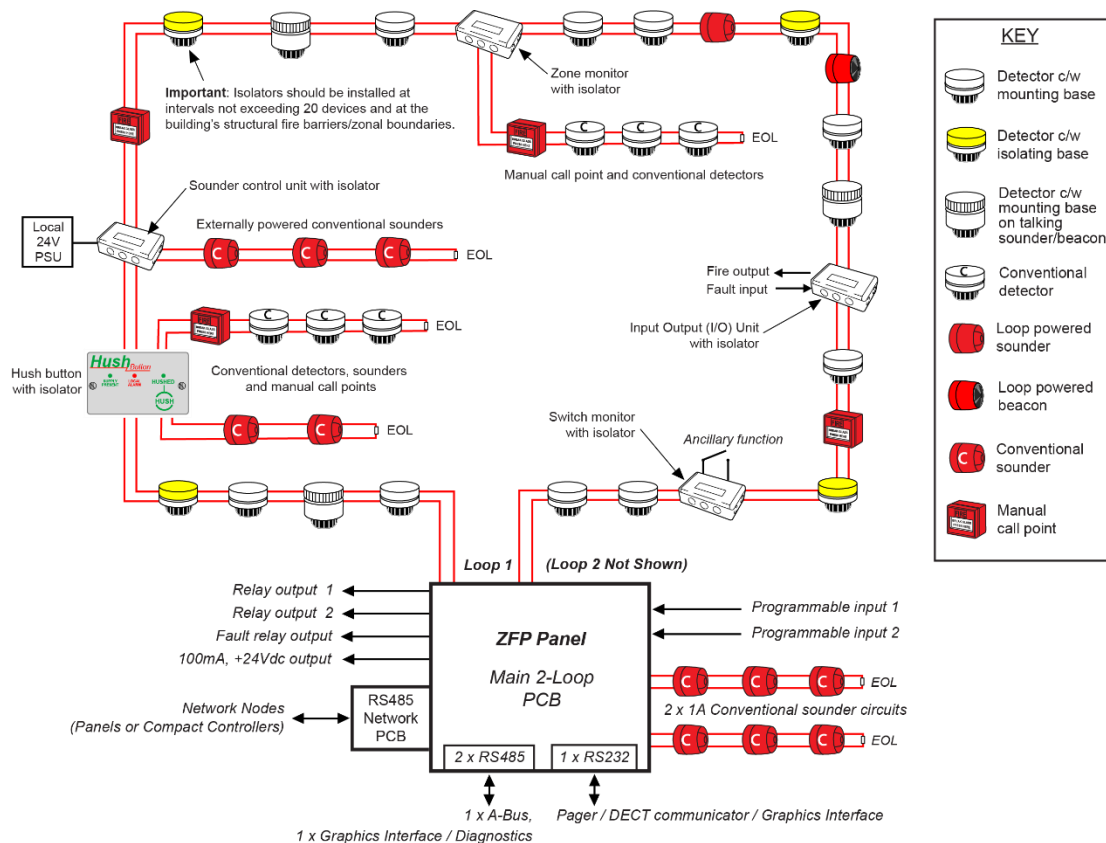 Zone monitor
with isolator
Important: Isolators should be installed at
intervals not exceeding 20 devices and at the
building's structural fire barriers/zonal boundaries.
C
C
C
EOL
Manual call point and conventional detectors
Sounder control unit with isolator
Local
24V
PSU
Externally powered conventional sounders
C
C
C
EOL
Fire output
Fault input
Input Output (I/O) Unit
with isolator
C
C
C
EOL
Conventional detectors, sounders
and manual call points
Hush button
with isolator
Hush Button
SUPPLY
PRESENT
LOCAL
ALARM
HUSHED
HUSH
C
C
EOL
Switch monitor
with isolator
Ancillary function
Loop 1
(Loop 2 Not Shown)
Relay output 1
Relay output 2
Fault relay output
100mA, +24Vdc output
RS485
Network
PCB
Network Nodes
(Panels or Compact Controllers)
ZFP Panel
Main 2-Loop
PCB
2 x RS485
1 x RS232
Programmable input 1
Programmable input 2
C
C
C
EOL
2 x 1A Conventional sounder circuits
C
C
C
EOL
1 x A-Bus,
1 x Graphics Interface / Diagnostics
Pager / DECT communicator / Graphics Interface
KEY
Detector c/w
mounting base
Detector c/w
isolating base
Detector c/w
mounting base
on talking
sounder/beacon
C
Conventional
detector
Loop powered
sounder
Loop powered
beacon
C
Conventional
sounder
Manual
call point